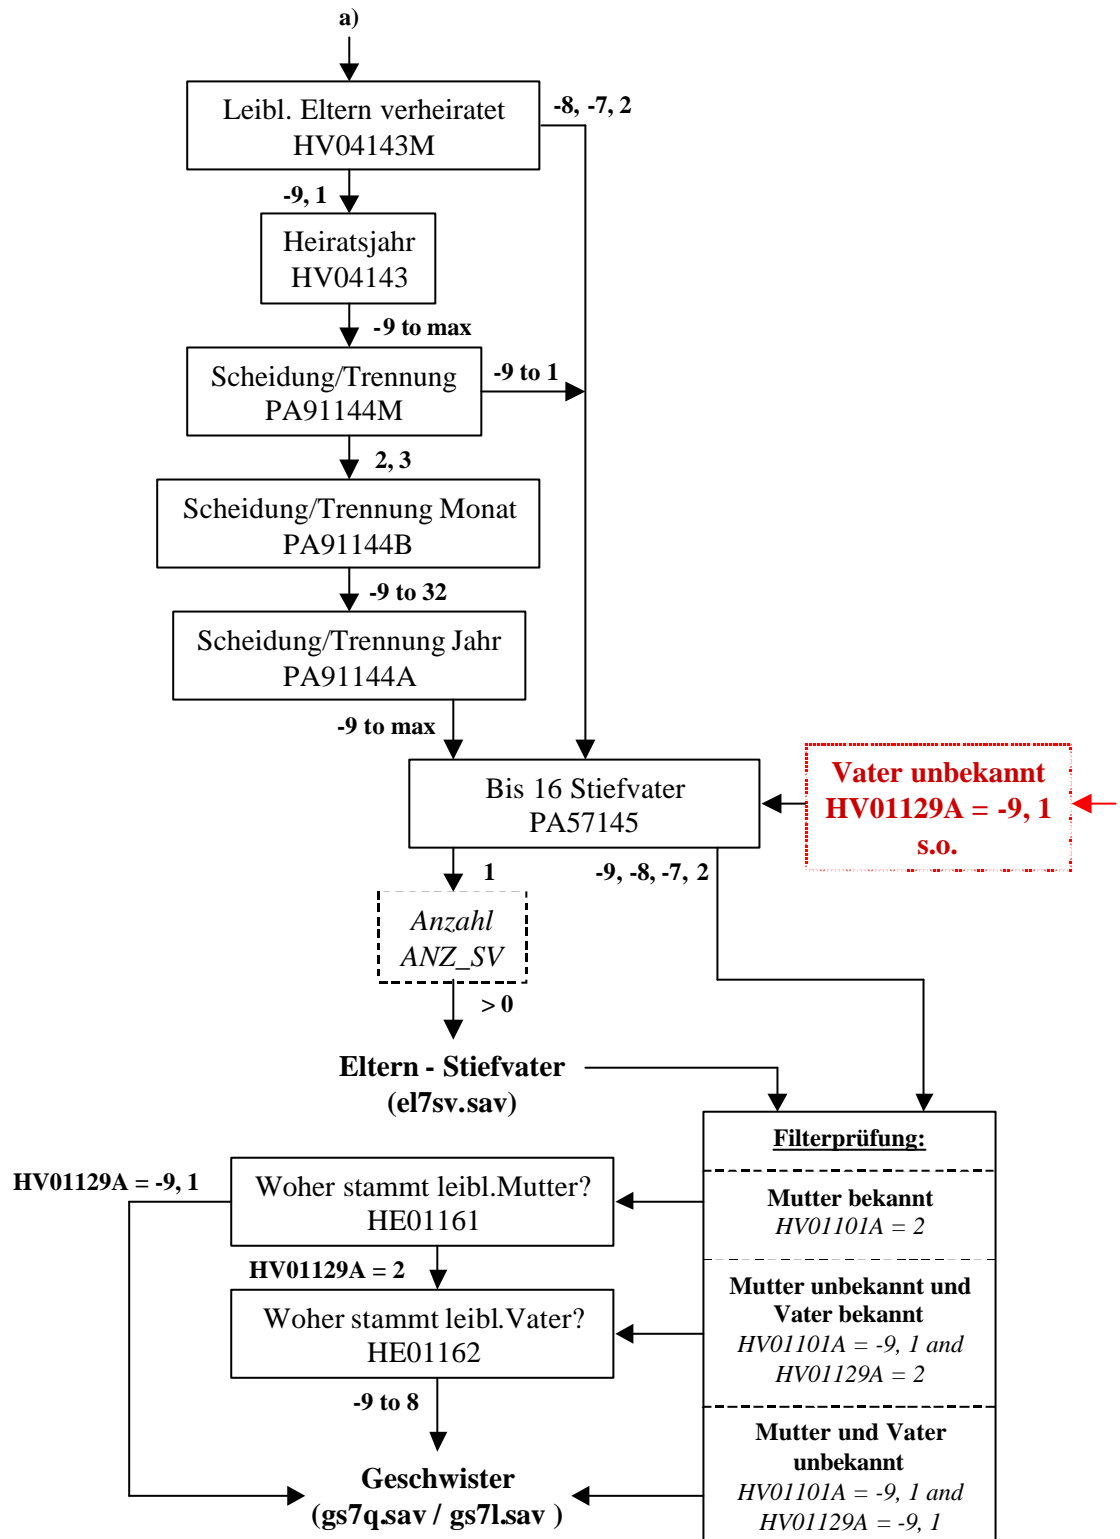 a)
Leibl. Eltern verheiratet
HV04143M
-8, -7, 2
-9, 1
Heiratsjahr
HV04143
-9 to max
Scheidung/Trennung
PA91144M
-9 to 1
2, 3
Scheidung/Trennung Monat
PA91144B
-9 to 32
Scheidung/Trennung Jahr
PA91144A
-9 to max
Bis 16 Stiefvater
PA57145
Vater unbekannt
HV01129A = -9, 1
s.o.
1
-9, -8, -7, 2
Anzahl
ANZ_SV
> 0
Eltern - Stiefvater
(el7sv.sav)
Filterprüfung:
HV01129A = -9, 1
Woher stammt leibl.Mutter?
HE01161
Mutter bekannt
HV01101A = 2
HV01129A = 2
Woher stammt leibl.Vater?
HE01162
Mutter unbekannt und
Vater bekannt
HV01101A = -9, 1 and
HV01129A = 2
-9 to 8
Geschwister
(gs7q.sav / gs7l.sav )
Mutter und Vater
unbekannt
HV01101A = -9, 1 and
HV01129A = -9, 1